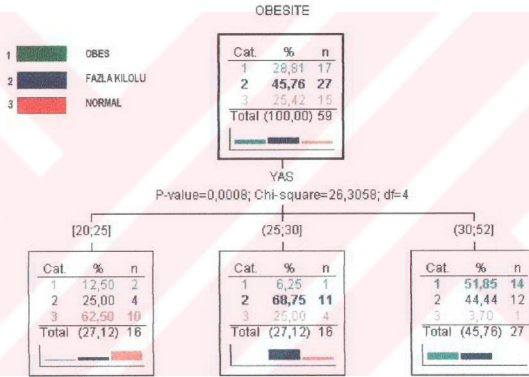 OBESITE
1 OBES
2 FAZLA KILOLU
3 NORMAL
Cat. % n
1 28,81 17
2 45,76 27
3 25,42 15
Total (100,00) 59
YAS
P-value=0,0008; Chi-square=26,3058; df=4
[20;25] (25;30] (30;52]
Cat. % n
1 12,50 2
2 25,00 4
3 62,50 10
Total (27,12) 16
Cat. % n
1 6,25 1
2 68,75 11
3 25,00 4
Total (27,12) 16
Cat. % n
1 51,85 14
2 44,44 12
3 3,70 1
Total (45,76) 27